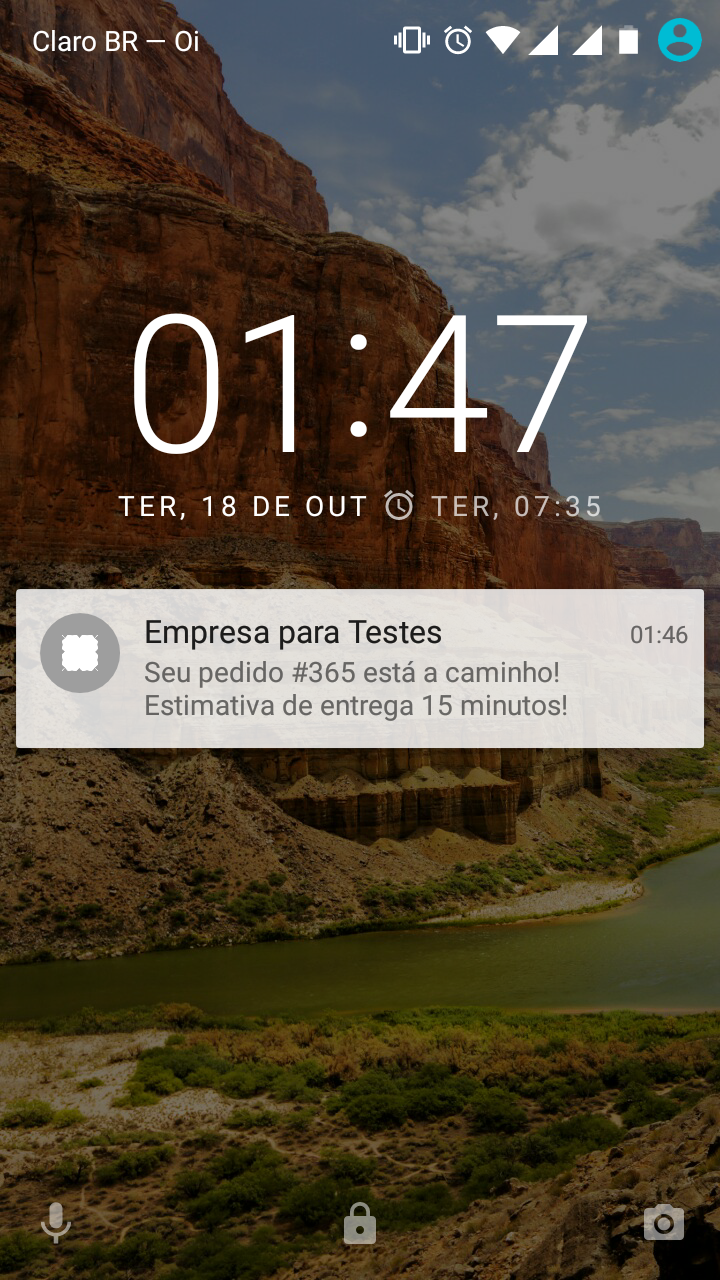 Claro BR — Oi
01:47
TER, 18 DE OUT TER, 07:35
Empresa para Testes 01:46
Seu pedido #365 está a caminho!
Estimativa de entrega 15 minutos!